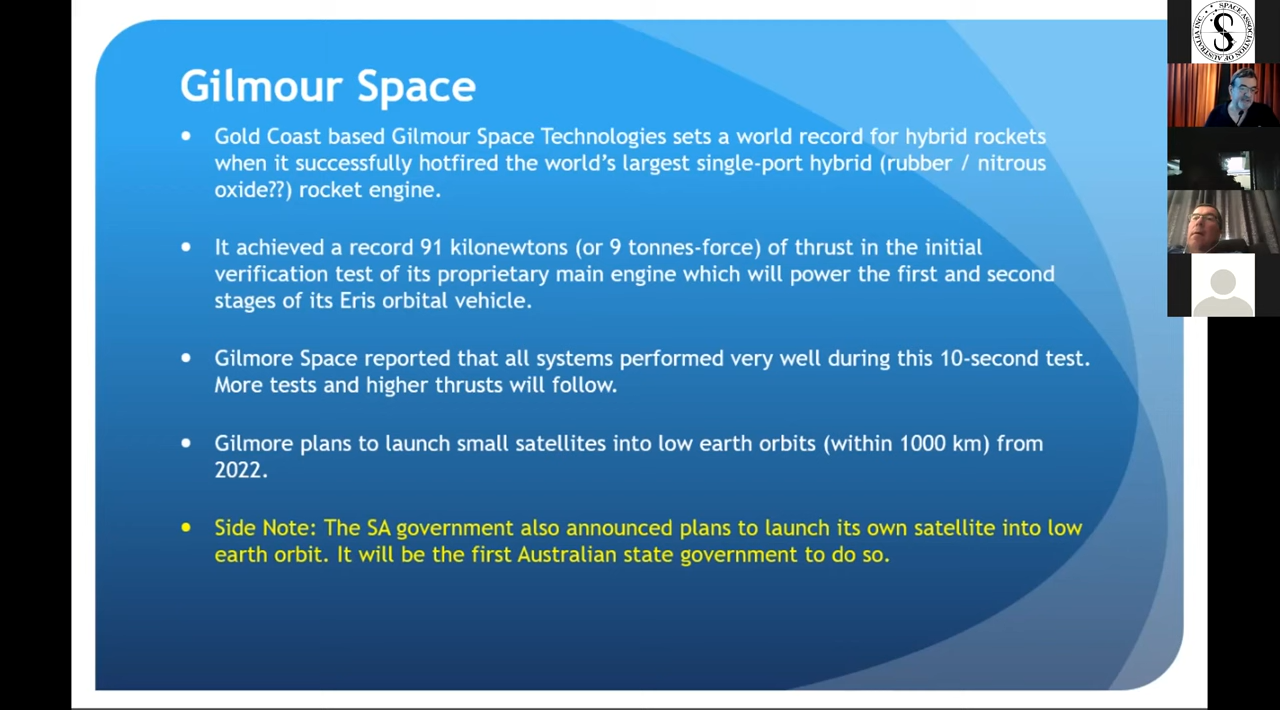 Gilmour Space
• Gold Coast based Gilmour Space Technologies sets a world record for hybrid rockets
when it successfully hotfired the world's largest single-port hybrid (rubber / nitrous
oxide??) rocket engine.
• It achieved a record 91 kilonewtons (or 9 tonnes-force) of thrust in the initial
verification test of its proprietary main engine which will power the first and second
stages of its Eris orbital vehicle.
• Gilmore Space reported that all systems performed very well during this 10-second test.
More tests and higher thrusts will follow.
• Gilmore plans to launch small satellites into low earth orbits (within 1000 km) from
2022.
• Side Note: The SA government also announced plans to launch its own satellite into low
earth orbit. It will be the first Australian state government to do so.
SPACE ASSOCIATION OF AUSTRALIA INC
S